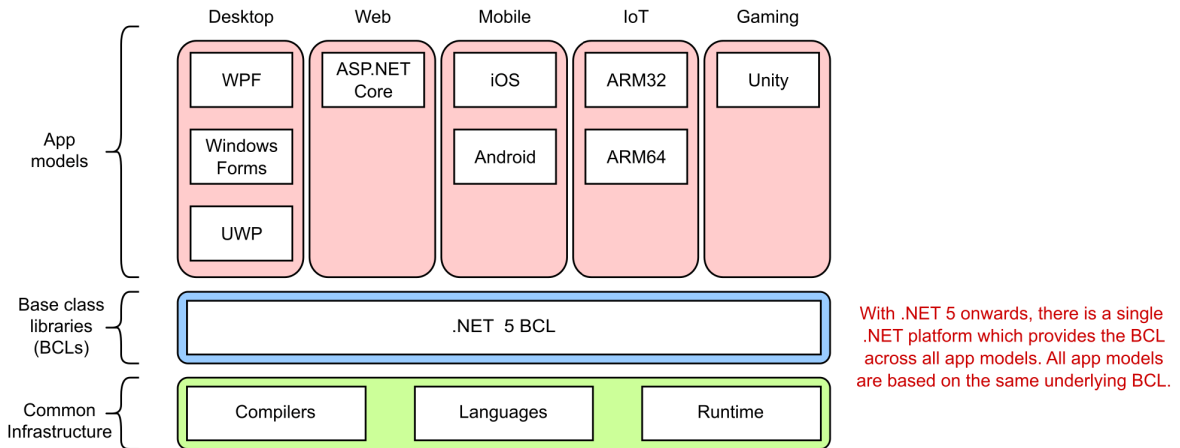 Desktop
Web
Mobile
IoT
Gaming
App
models
WPF
Windows
Forms
UWP
ASP.NET
Core
iOS
Android
ARM32
ARM64
Unity
Base class
libraries
(BCLs)
.NET 5 BCL
With .NET 5 onwards, there is a single
.NET platform which provides the BCL
across all app models. All app models
are based on the same underlying BCL.
Common
Infrastructure
Compilers
Languages
Runtime